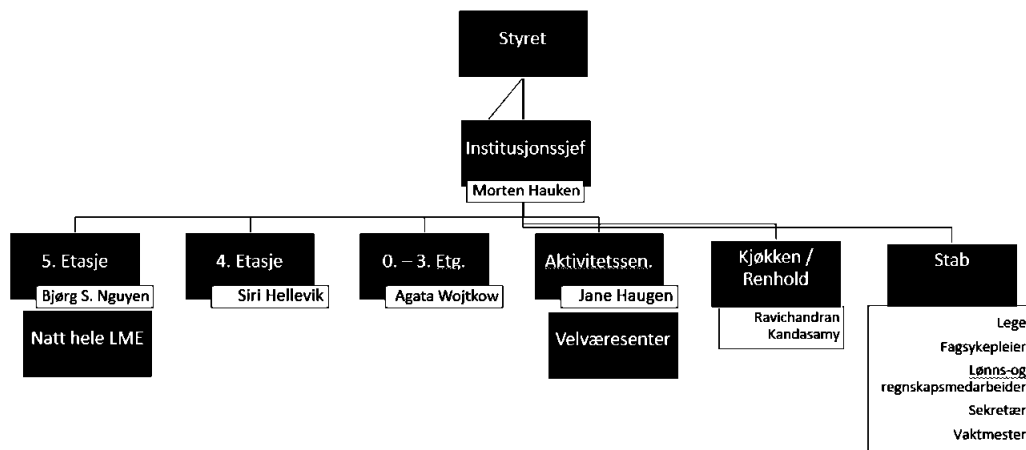 Styret
Institusjonssjef
Morten Hauken
5. Etasje
Bjørg S. Nguyen
Natt hele LME
4. Etasje
Siri Hellevik
0. – 3. Etg.
Agata Wojtkow
Aktivitetssen.
Jane Haugen
Velværesenter
Kjøkken /
Renhold
Ravichandran
Kandasamy
Stab
Lege
Fagsykepleier
Lønns-og
regnskapsmedarbeider
Sekretær
Vaktmester